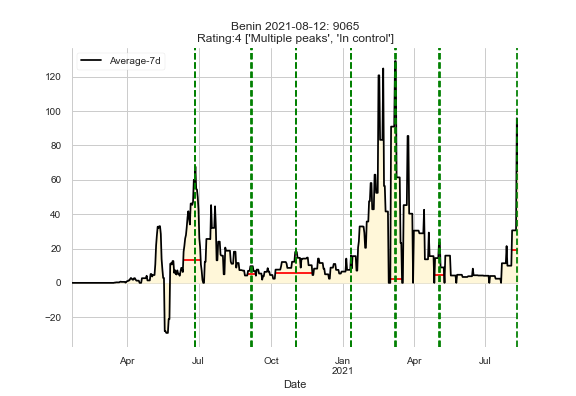 Benin 2021-08-12: 9065
Rating:4 ['Multiple peaks', 'In control']
Average-7d
120
100
80
60
40
20
0
−20
Apr
Jul
Oct
Jan
2021
Apr
Jul
Date